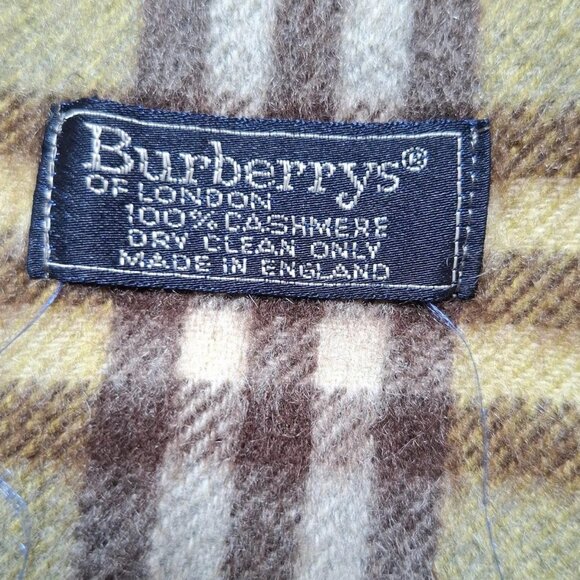 Burberrys®
OF LONDON
100% CASHMERE
DRY CLEAN ONLY
MADE IN ENGLAND